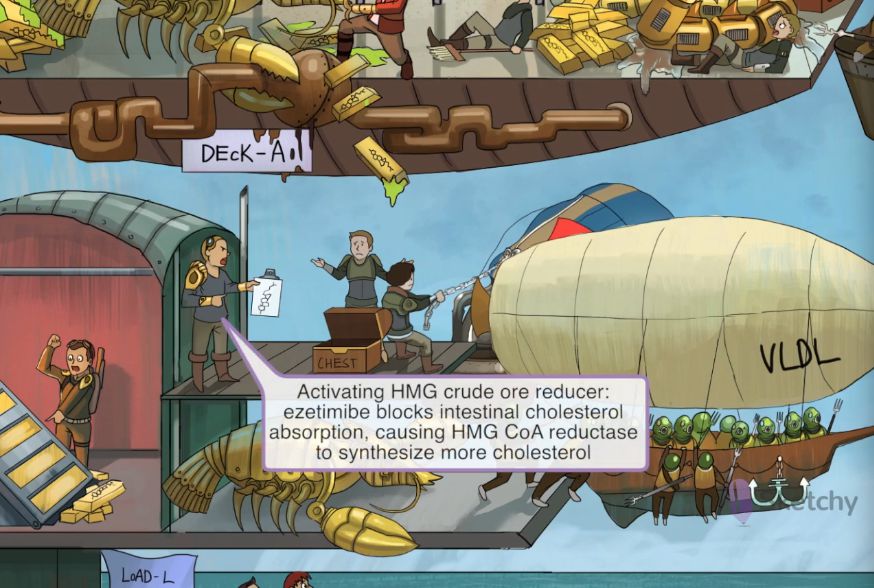 DEcK-A
CHEST
VLDL
Activating HMG crude ore reducer:
ezetimibe blocks intestinal cholesterol
absorption, causing HMG CoA reductase
to synthesize more cholesterol
sketchy
LoAD-L